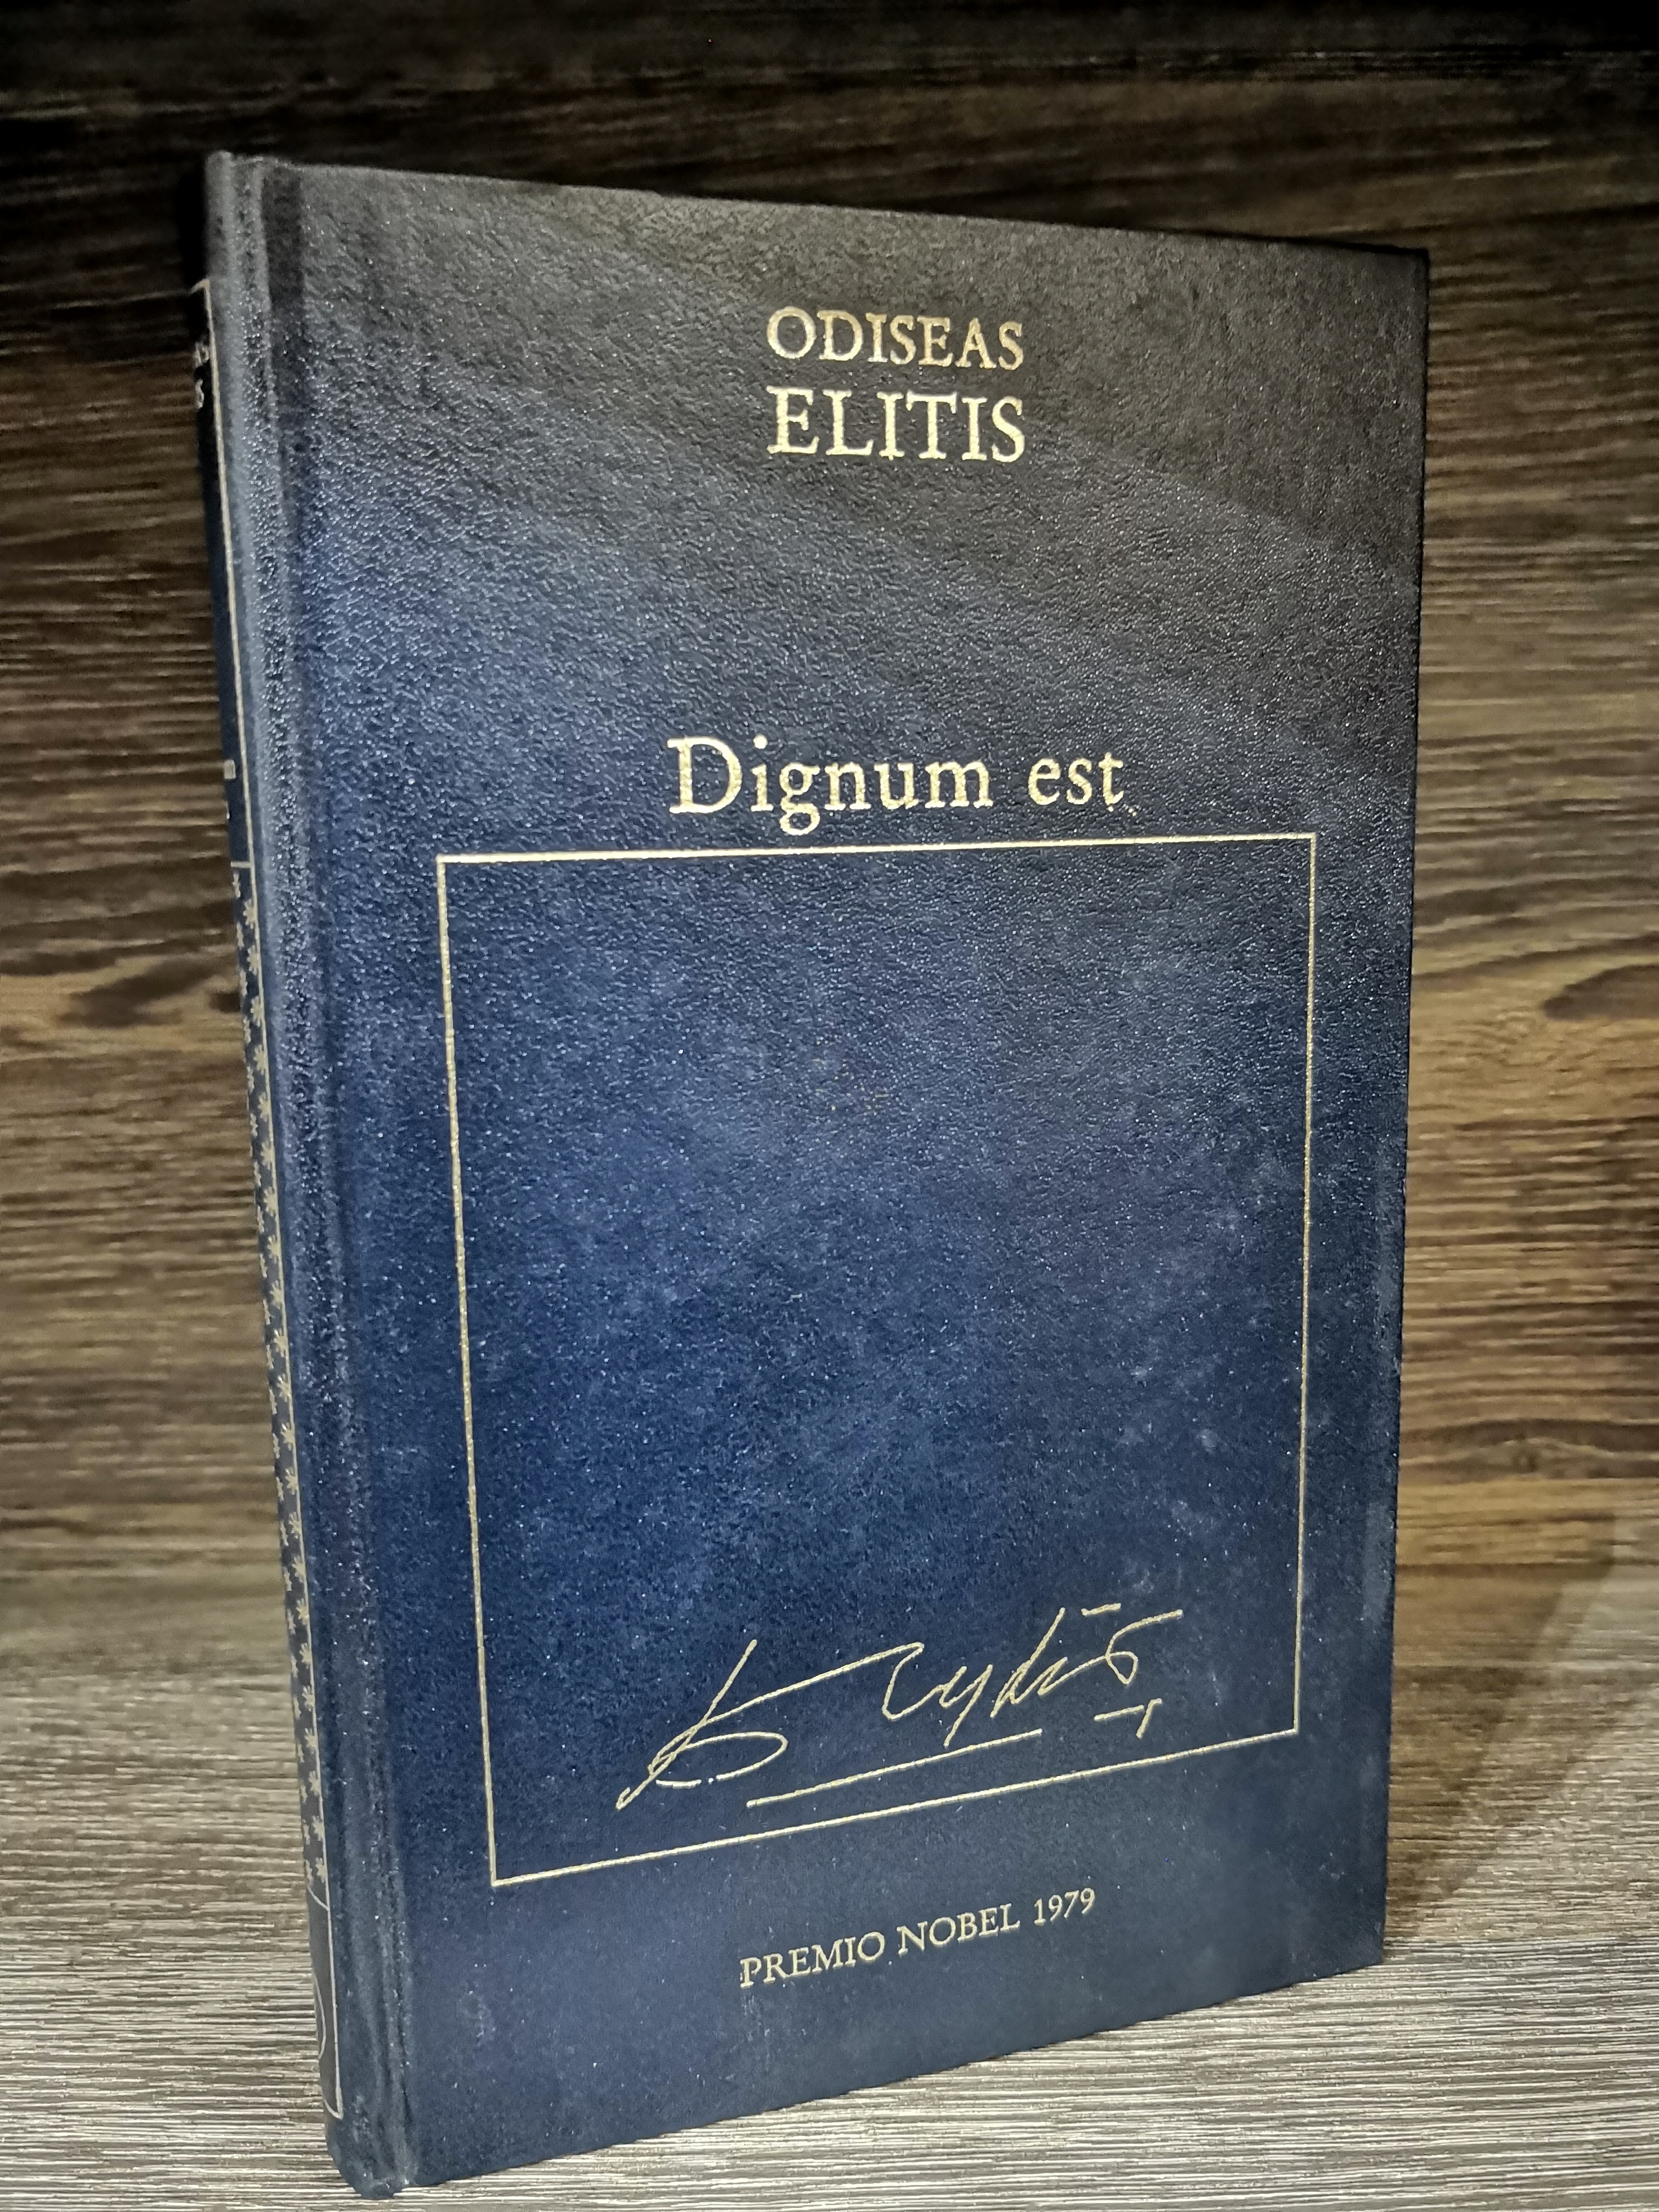 ODISEAS
ELITIS
Dignum est
PREMIO NOBEL 1979